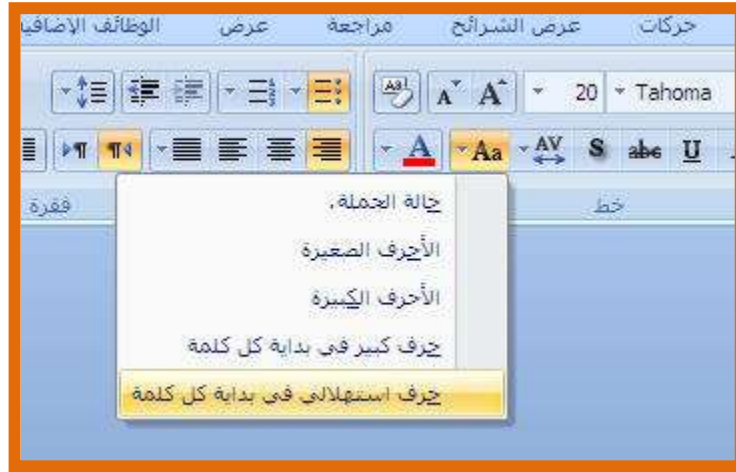 حركات عرض الشرائح مراجعة عرض الوظائف الإضافية
Tahoma 20 A A Aa
U abe S AV Aa A
خط فقرة
حالة الجملة.
الأحرف الصغيرة
الأحرف الكبيرة
حرف كبير في بداية كل كلمة
حرف استهلالي في بداية كل كلمة